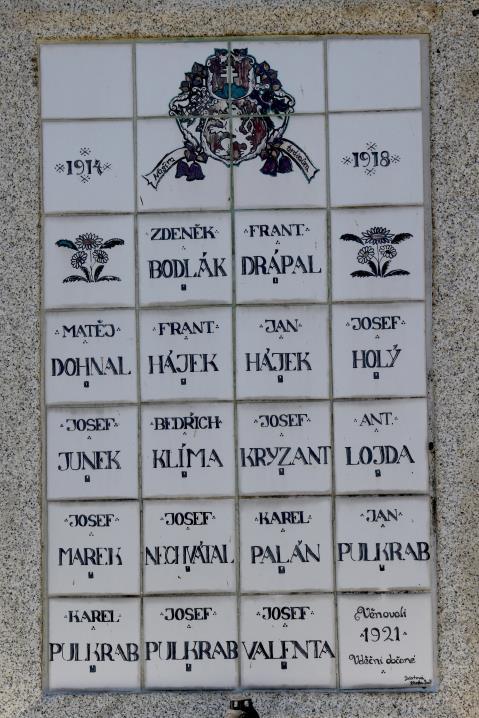 ·1914·
·1918·
·ZDENĚK·
BODLÁK
·FRANT.·
DRÁPAL
·MATĚJ·
DOHNAL
·FRANT.·
HÁJEK
·JAN·
HÁJEK
·JOSEF·
HOLÝ
·JOSEF·
JUNEK
·BEDŘICH·
KLÍMA
·JOSEF·
KRYZANT
·ANT.·
LOJDA
·JOSEF·
MAREK
·JOSEF·
NECHVÁTAL
·KAREL·
PALÁN
·JAN·
PULKRAB
·KAREL·
PULKRAB
·JOSEF·
PULKRAB
·JOSEF·
VALENTA
Věnovali
1921
Vděční občané